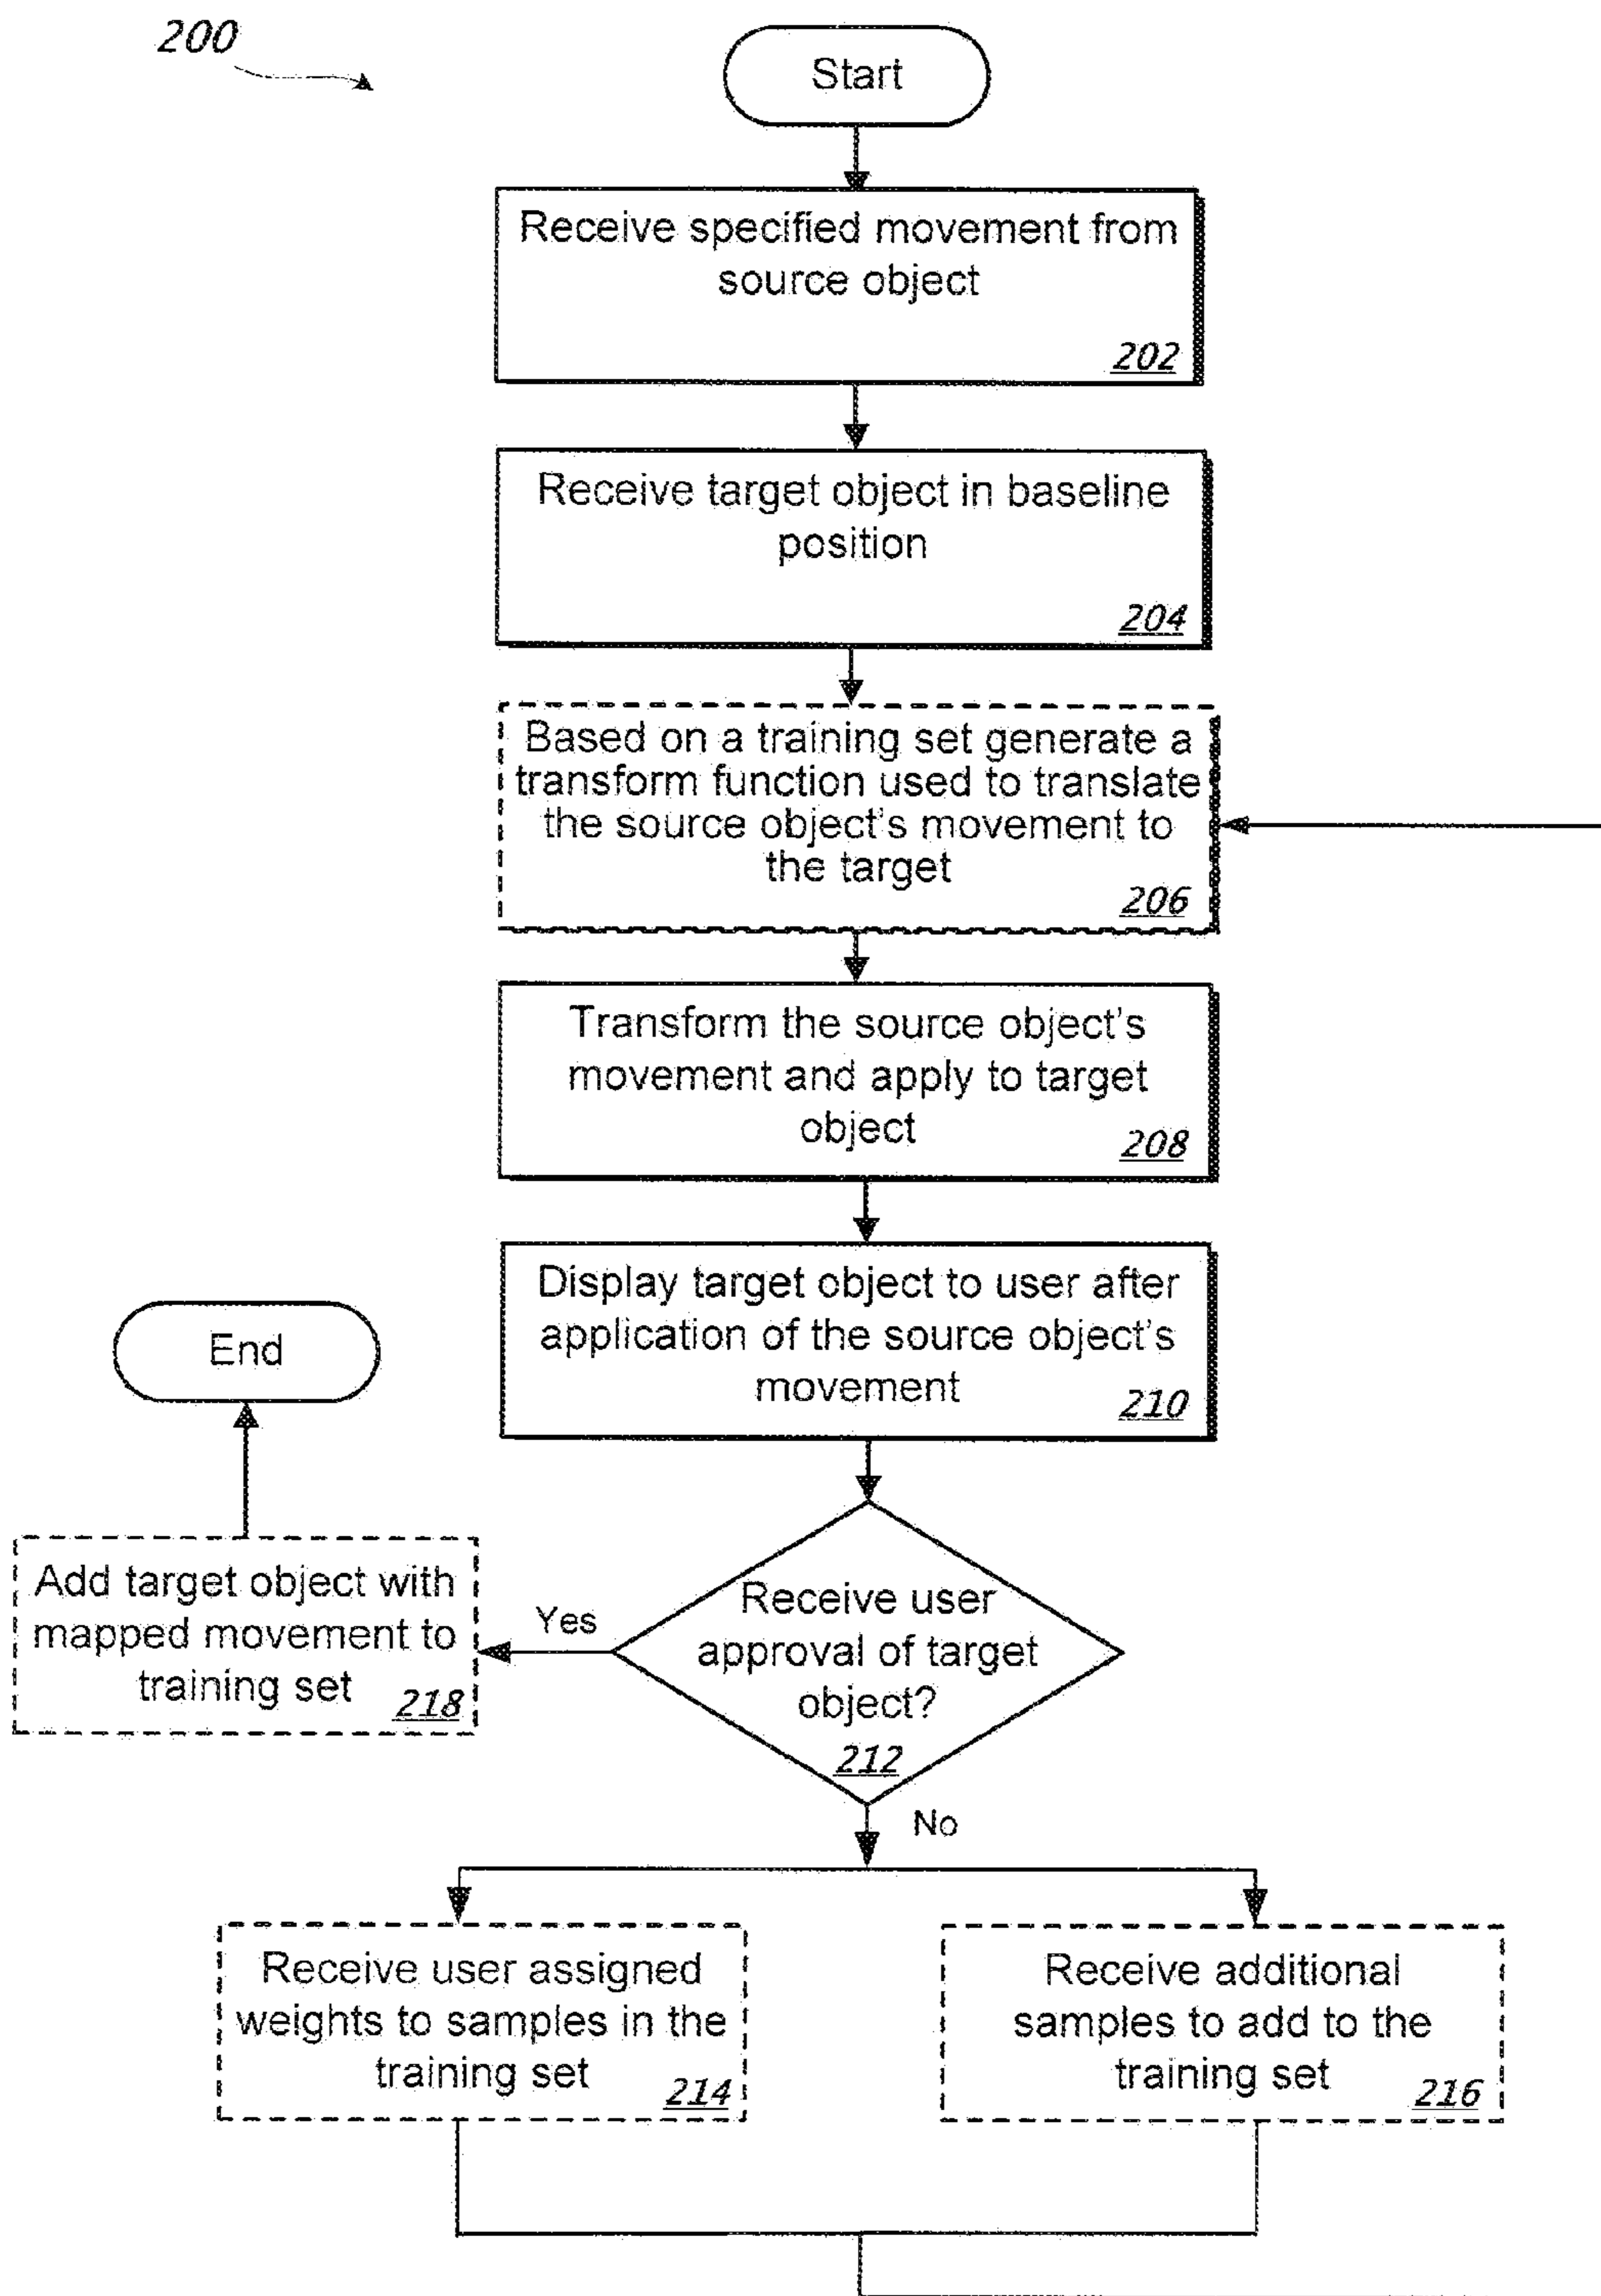 200
Start
Receive specified movement from
source object
202
Receive target object in baseline
position
204
Based on a training set generate a
transform function used to translate
the source object's movement to
the target
206
Transform the source object's
movement and apply to target
object
208
Display target object to user after
application of the source object's
movement
210
End
Receive user
approval of target
object?
212
Yes
Add target object with
mapped movement to
training set
218
No
Receive user assigned
weights to samples in the
training set
214
Receive additional
samples to add to the
training set
216